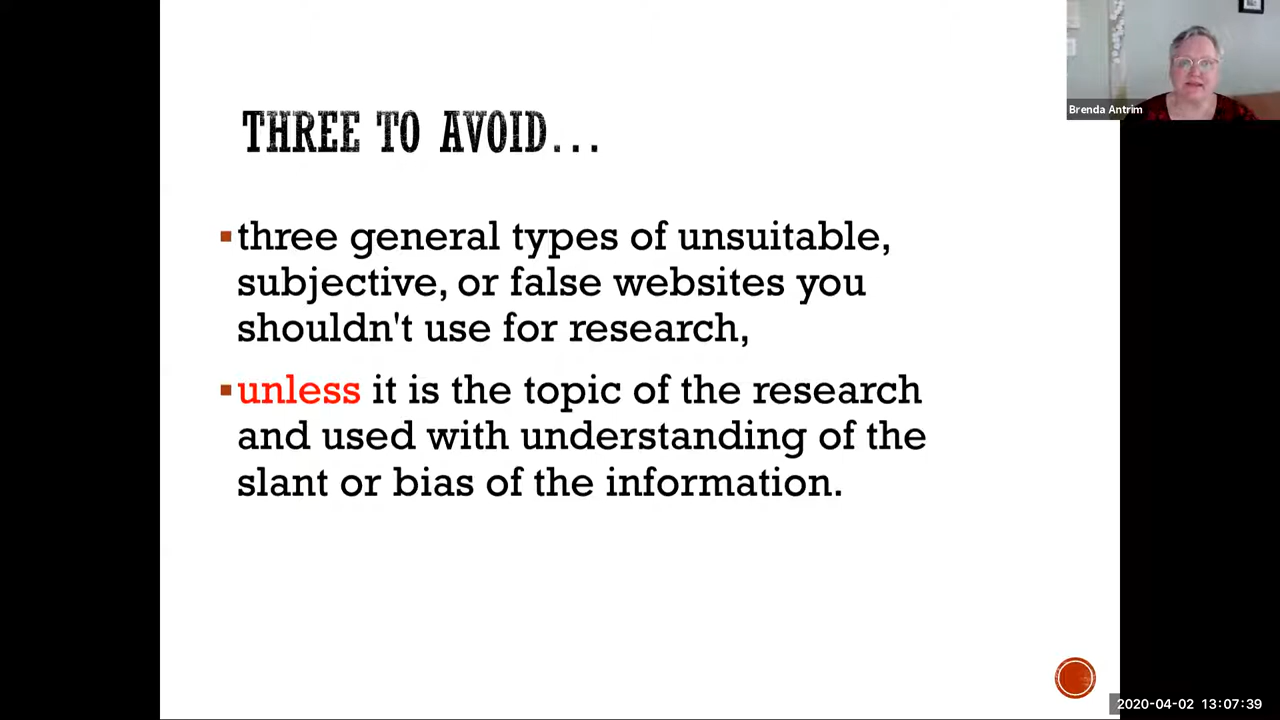 THREE TO AVOID...
Brenda Antrim
▪three general types of unsuitable,
subjective, or false websites you
shouldn't use for research,
▪unless it is the topic of the research
and used with understanding of the
slant or bias of the information.
2020-04-02 13:07:39